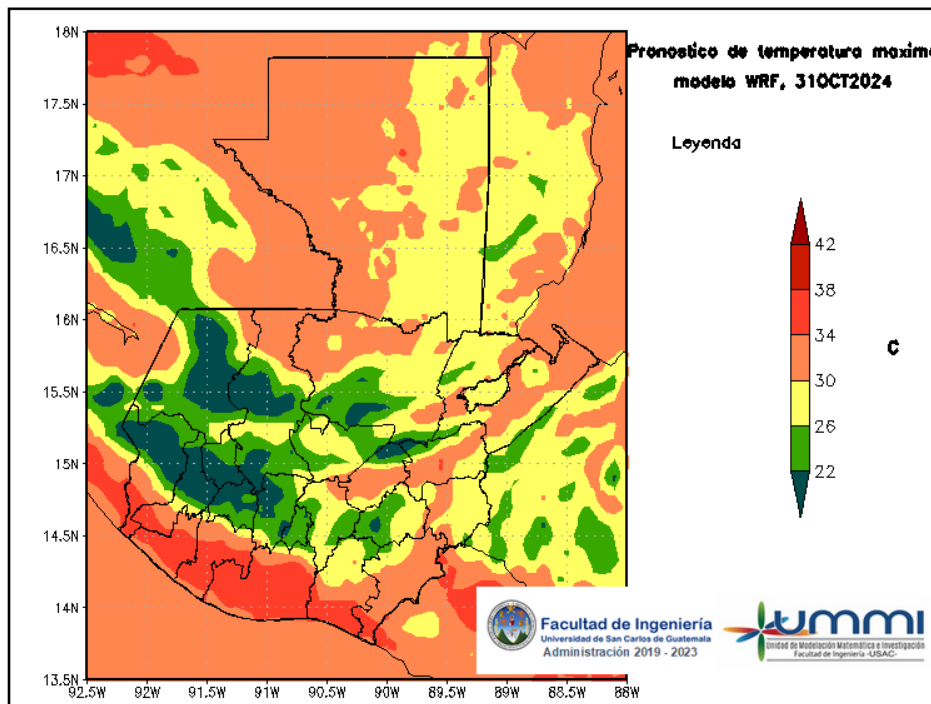 Pronostico de temperatura maxima
modelo WRF, 31OCT2024
Leyenda
42
38
34
30
26
22
C
18N
17.5N
17N
16.5N
16N
15.5N
15N
14.5N
14N
13.5N
92.5W 92W 91.5W 91W 90.5W 90W 89.5W 89W 88.5W 88W
Facultad de Ingeniería
Universidad de San Carlos de Guatemala
Administración 2019 - 2023
ummi
Unidad de Modelación Matemática e Investigación
Facultad de Ingeniería -USAC-